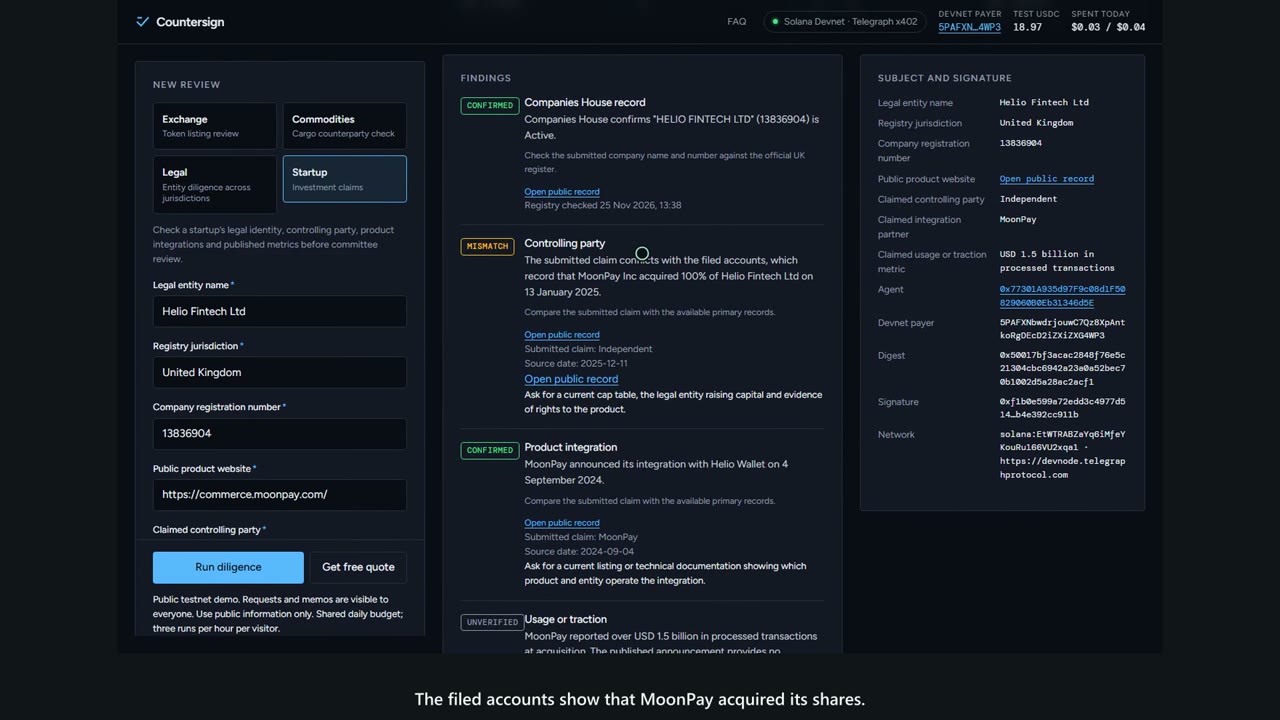 Countersign
FAQ
Solana Devnet · Telegraph x402
DEVNET PAYER
5PAFXN…4WP3
TEST USDC
18.97
SPENT TODAY
$0.03 / $0.04
NEW REVIEW
Exchange
Token listing review
Commodities
Cargo counterparty check
Legal
Entity diligence across
jurisdictions
Startup
Investment claims
Check a startup's legal identity, controlling party, product
integrations and published metrics before committee
review.
Legal entity name *
Helio Fintech Ltd
Registry jurisdiction *
United Kingdom
Company registration number *
13836904
Public product website *
https://commerce.moonpay.com/
Claimed controlling party *
Run diligence
Get free quote
Public testnet demo. Requests and memos are visible to
everyone. Use public information only. Shared daily budget;
three runs per hour per visitor.
FINDINGS
CONFIRMED
Companies House record
Companies House confirms "HELIO FINTECH LTD" (13836904) is
Active.
Check the submitted company name and number against the official UK
register.
Open public record
Registry checked 25 Nov 2026, 13:38
MISMATCH
Controlling party
The submitted claim conflicts with the filed accounts, which
record that MoonPay Inc acquired 100% of Helio Fintech Ltd on
13 January 2025.
Compare the submitted claim with the available primary records.
Open public record
Submitted claim: Independent
Source date: 2025-12-11
Open public record
Ask for a current cap table, the legal entity raising capital and evidence
of rights to the product.
CONFIRMED
Product integration
MoonPay announced its integration with Helio Wallet on 4
September 2024.
Compare the submitted claim with the available primary records.
Open public record
Submitted claim: MoonPay
Source date: 2024-09-04
Ask for a current listing or technical documentation showing which
product and entity operate the integration.
UNVERIFIED
Usage or traction
MoonPay reported over USD 1.5 billion in processed transactions
at acquisition. The published announcement provides no
SUBJECT AND SIGNATURE
Legal entity name
Helio Fintech Ltd
Registry jurisdiction
United Kingdom
Company registration
number
13836904
Public product website
Open public record
Claimed controlling party
Independent
Claimed integration
partner
MoonPay
Claimed usage or traction
metric
USD 1.5 billion in
processed transactions
Agent
0x77301A935d97F9c08d1F50
829060B0Eb31346d5E
Devnet payer
5PAFXNbwdrjouwC7Qz8XpAnt
koRgDEcD2iZXiZXG4WP3
Digest
0x50017bf3acac2848f76e5c
21304cbc6942a23a0a52bec7
0b1002d5a28ac2acf1
Signature
0xf1b0e599a72edd3c4977d5
14…b4e392cc911b
Network
solana:EtWTRABZaYq6iMfeY
KouRu166VU2xqa1 ·
https://devnode.telegrap
hprotocol.com
The filed accounts show that MoonPay acquired its shares.